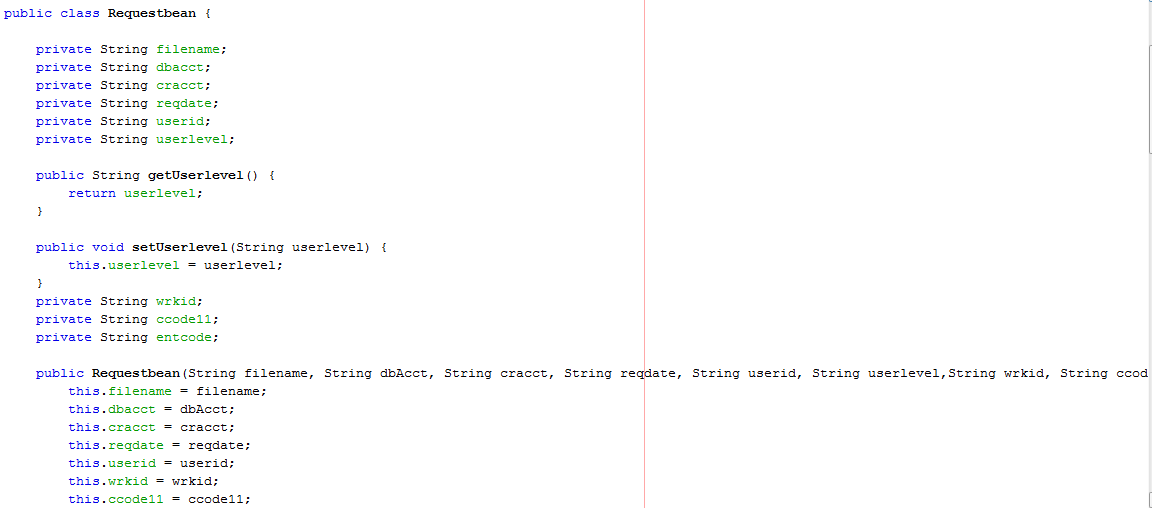 public class Requestbean {
private String filename;
private String dbacct;
private String cracct;
private String reqdate;
private String userid;
private String userlevel;
public String getUserlevel() {
return userlevel;
}
public void setUserlevel(String userlevel) {
this.userlevel = userlevel;
}
private String wrkid;
private String ccode11;
private String entcode;
public Requestbean(String filename, String dbAcct, String cracct, String reqdate, String userid, String userlevel,String wrkid, String ccod
this.filename = filename;
this.dbacct = dbAcct;
this.cracct = cracct;
this.reqdate = reqdate;
this.userid = userid;
this.wrkid = wrkid;
this.ccode11 = ccode11;